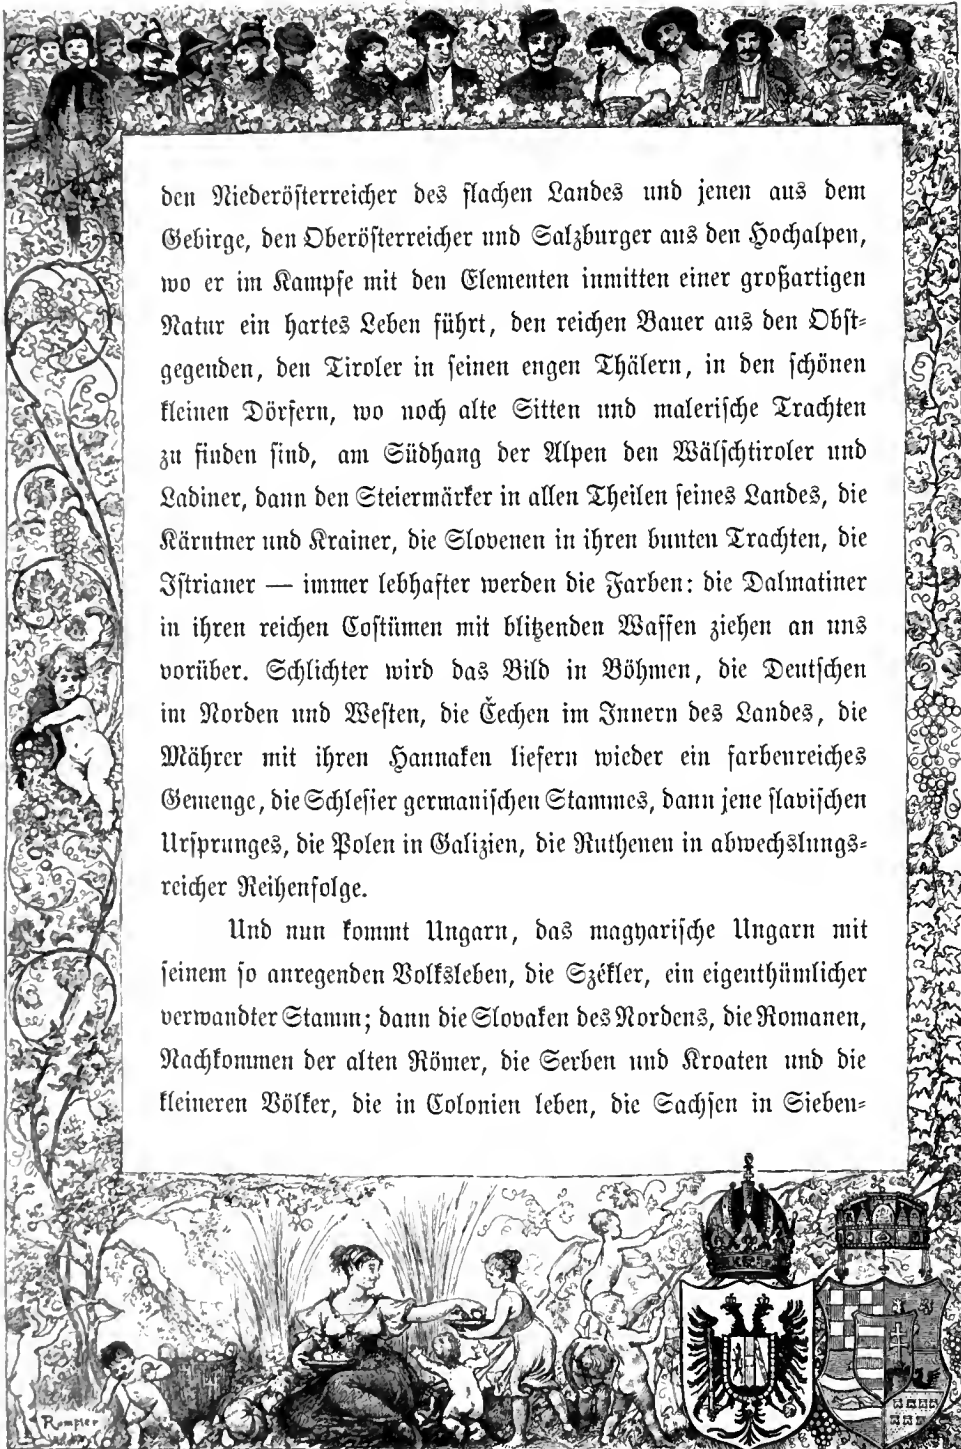 den Niederösterreicher des flachen Landes und jenen aus dem
Gebirge, den Oberösterreicher und Salzburger aus den Hochalpen,
wo er im Kampfe mit den Elementen inmitten einer großartigen
Natur ein hartes Leben führt, den reichen Bauer aus den Obst-
gegenden, den Tiroler in seinen engen Thälern, in den schönen
kleinen Dörfern, wo noch alte Sitten und malerische Trachten
zu finden sind, am Südhang der Alpen den Wälschtiroler und
Ladiner, dann den Steiermärker in allen Theilen seines Landes, die
Kärntner und Krainer, die Slovenen in ihren bunten Trachten, die
Istrianer — immer lebhafter werden die Farben: die Dalmatiner
in ihren reichen Costümen mit blitzenden Waffen ziehen an uns
vorüber. Schlichter wird das Bild in Böhmen, die Deutschen
im Norden und Westen, die Čechen im Innern des Landes, die
Mährer mit ihren Hannaken liefern wieder ein farbenreiches
Gemenge, die Schlesier germanischen Stammes, dann jene slavischen
Ursprunges, die Polen in Galizien, die Ruthenen in abwechslungs-
reicher Reihenfolge.
Und nun kommt Ungarn, das magyarische Ungarn mit
seinem so anregenden Volksleben, die Székler, ein eigenthümlicher
verwandter Stamm; dann die Slovaken des Nordens, die Romanen,
Nachkommen der alten Römer, die Serben und Kroaten und die
kleineren Völker, die in Colonien leben, die Sachsen in Sieben-
Rumpler